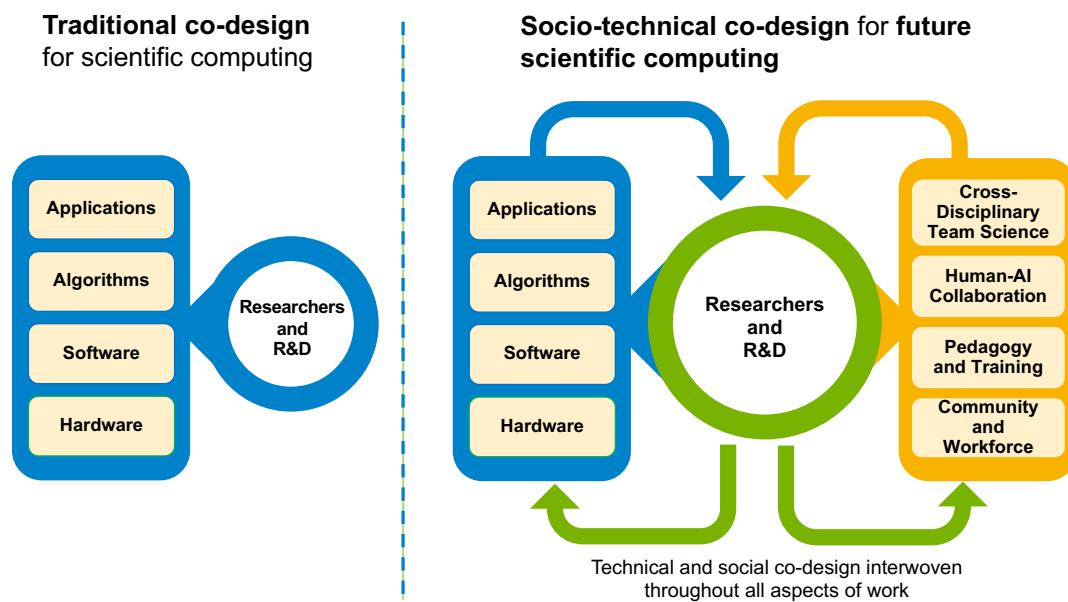 Traditional co-design
for scientific computing
Applications
Algorithms
Software
Hardware
Researchers
and
R&D
Socio-technical co-design for future
scientific computing
Applications
Algorithms
Software
Hardware
Researchers
and
R&D
Cross-
Disciplinary
Team Science
Human-AI
Collaboration
Pedagogy
and Training
Community
and
Workforce
Technical and social co-design interwoven
throughout all aspects of work